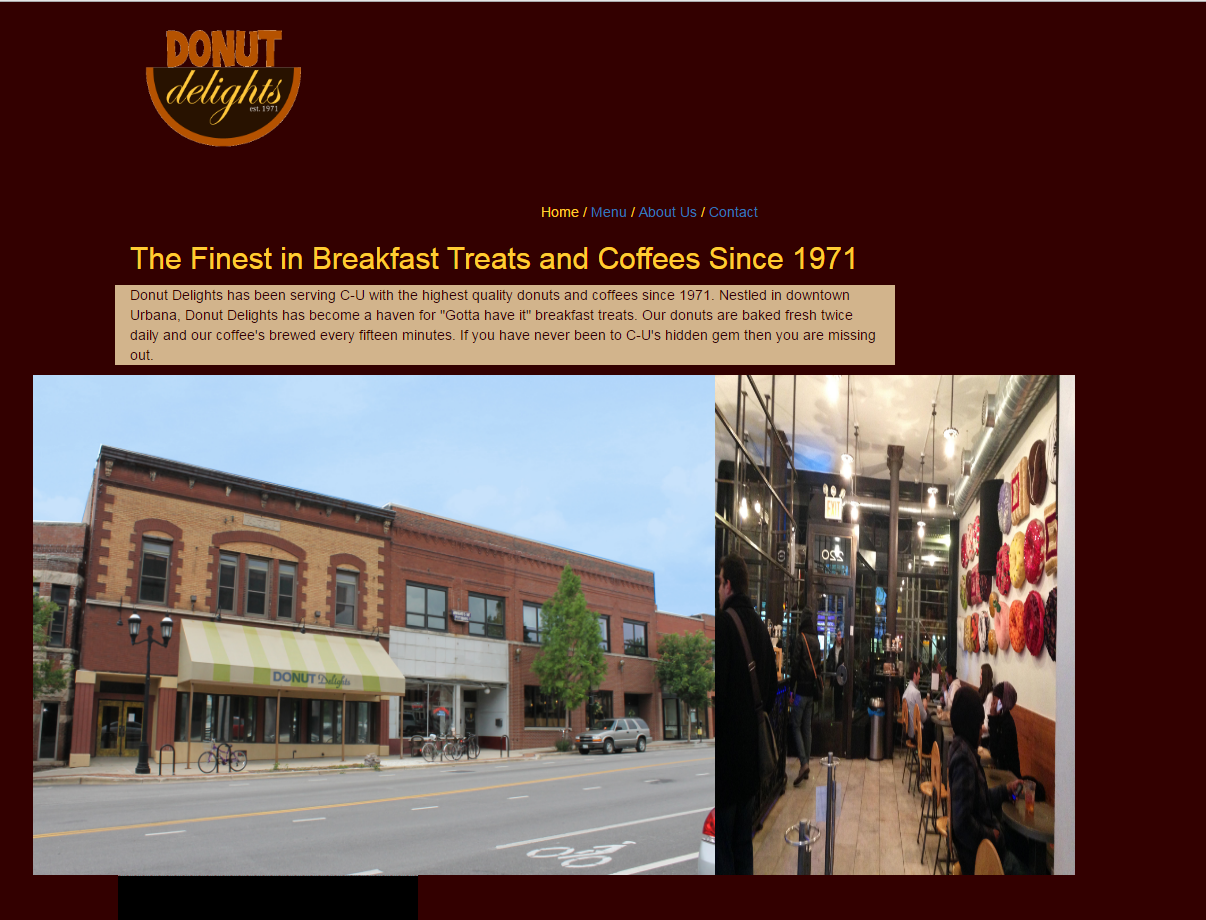 DONUT
delights
est. 1971
Home / Menu / About Us / Contact
The Finest in Breakfast Treats and Coffees Since 1971
Donut Delights has been serving C-U with the highest quality donuts and coffees since 1971. Nestled in downtown
Urbana, Donut Delights has become a haven for "Gotta have it" breakfast treats. Our donuts are baked fresh twice
daily and our coffee's brewed every fifteen minutes. If you have never been to C-U's hidden gem then you are missing
out.
DONUT Delights
EXIT
220